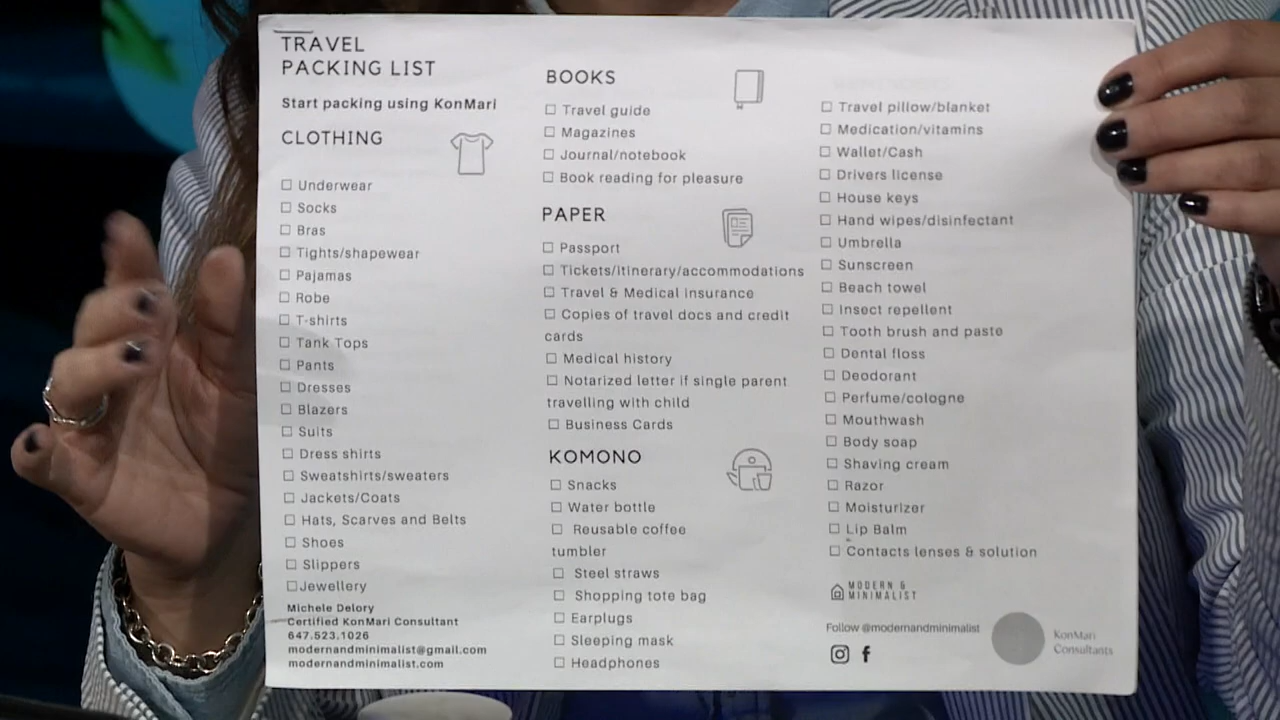 TRAVEL
PACKING LIST
Start packing using KonMari
CLOTHING
☐ Underwear
☐ Socks
☐ Bras
☐ Tights/shapewear
☐ Pajamas
☐ Robe
☐ T-shirts
☐ Tank Tops
☐ Pants
☐ Dresses
☐ Blazers
☐ Suits
☐ Dress shirts
☐ Sweatshirts/sweaters
☐ Jackets/Coats
☐ Hats, Scarves and Belts
☐ Shoes
☐ Slippers
☐ Jewellery
Michele Delory
Certified KonMari Consultant
647.523.1026
modernandminimalist@gmail.com
modernandminimalist.com
BOOKS
☐ Travel guide
☐ Magazines
☐ Journal/notebook
☐ Book reading for pleasure
PAPER
☐ Passport
☐ Tickets/itinerary/accommodations
☐ Travel & Medical insurance
☐ Copies of travel docs and credit
cards
☐ Medical history
☐ Notarized letter if single parent
travelling with child
☐ Business Cards
KOMONO
☐ Snacks
☐ Water bottle
☐ Reusable coffee
tumbler
☐ Steel straws
☐ Shopping tote bag
☐ Earplugs
☐ Sleeping mask
☐ Headphones
☐ Travel pillow/blanket
☐ Medication/vitamins
☐ Wallet/Cash
☐ Drivers license
☐ House keys
☐ Hand wipes/disinfectant
☐ Umbrella
☐ Sunscreen
☐ Beach towel
☐ Insect repellent
☐ Tooth brush and paste
☐ Dental floss
☐ Deodorant
☐ Perfume/cologne
☐ Mouthwash
☐ Body soap
☐ Shaving cream
☐ Razor
☐ Moisturizer
☐ Lip Balm
☐ Contacts lenses & solution
MODERN &
MINIMALIST
Follow @modernandminimalist
KonMari
Consultants